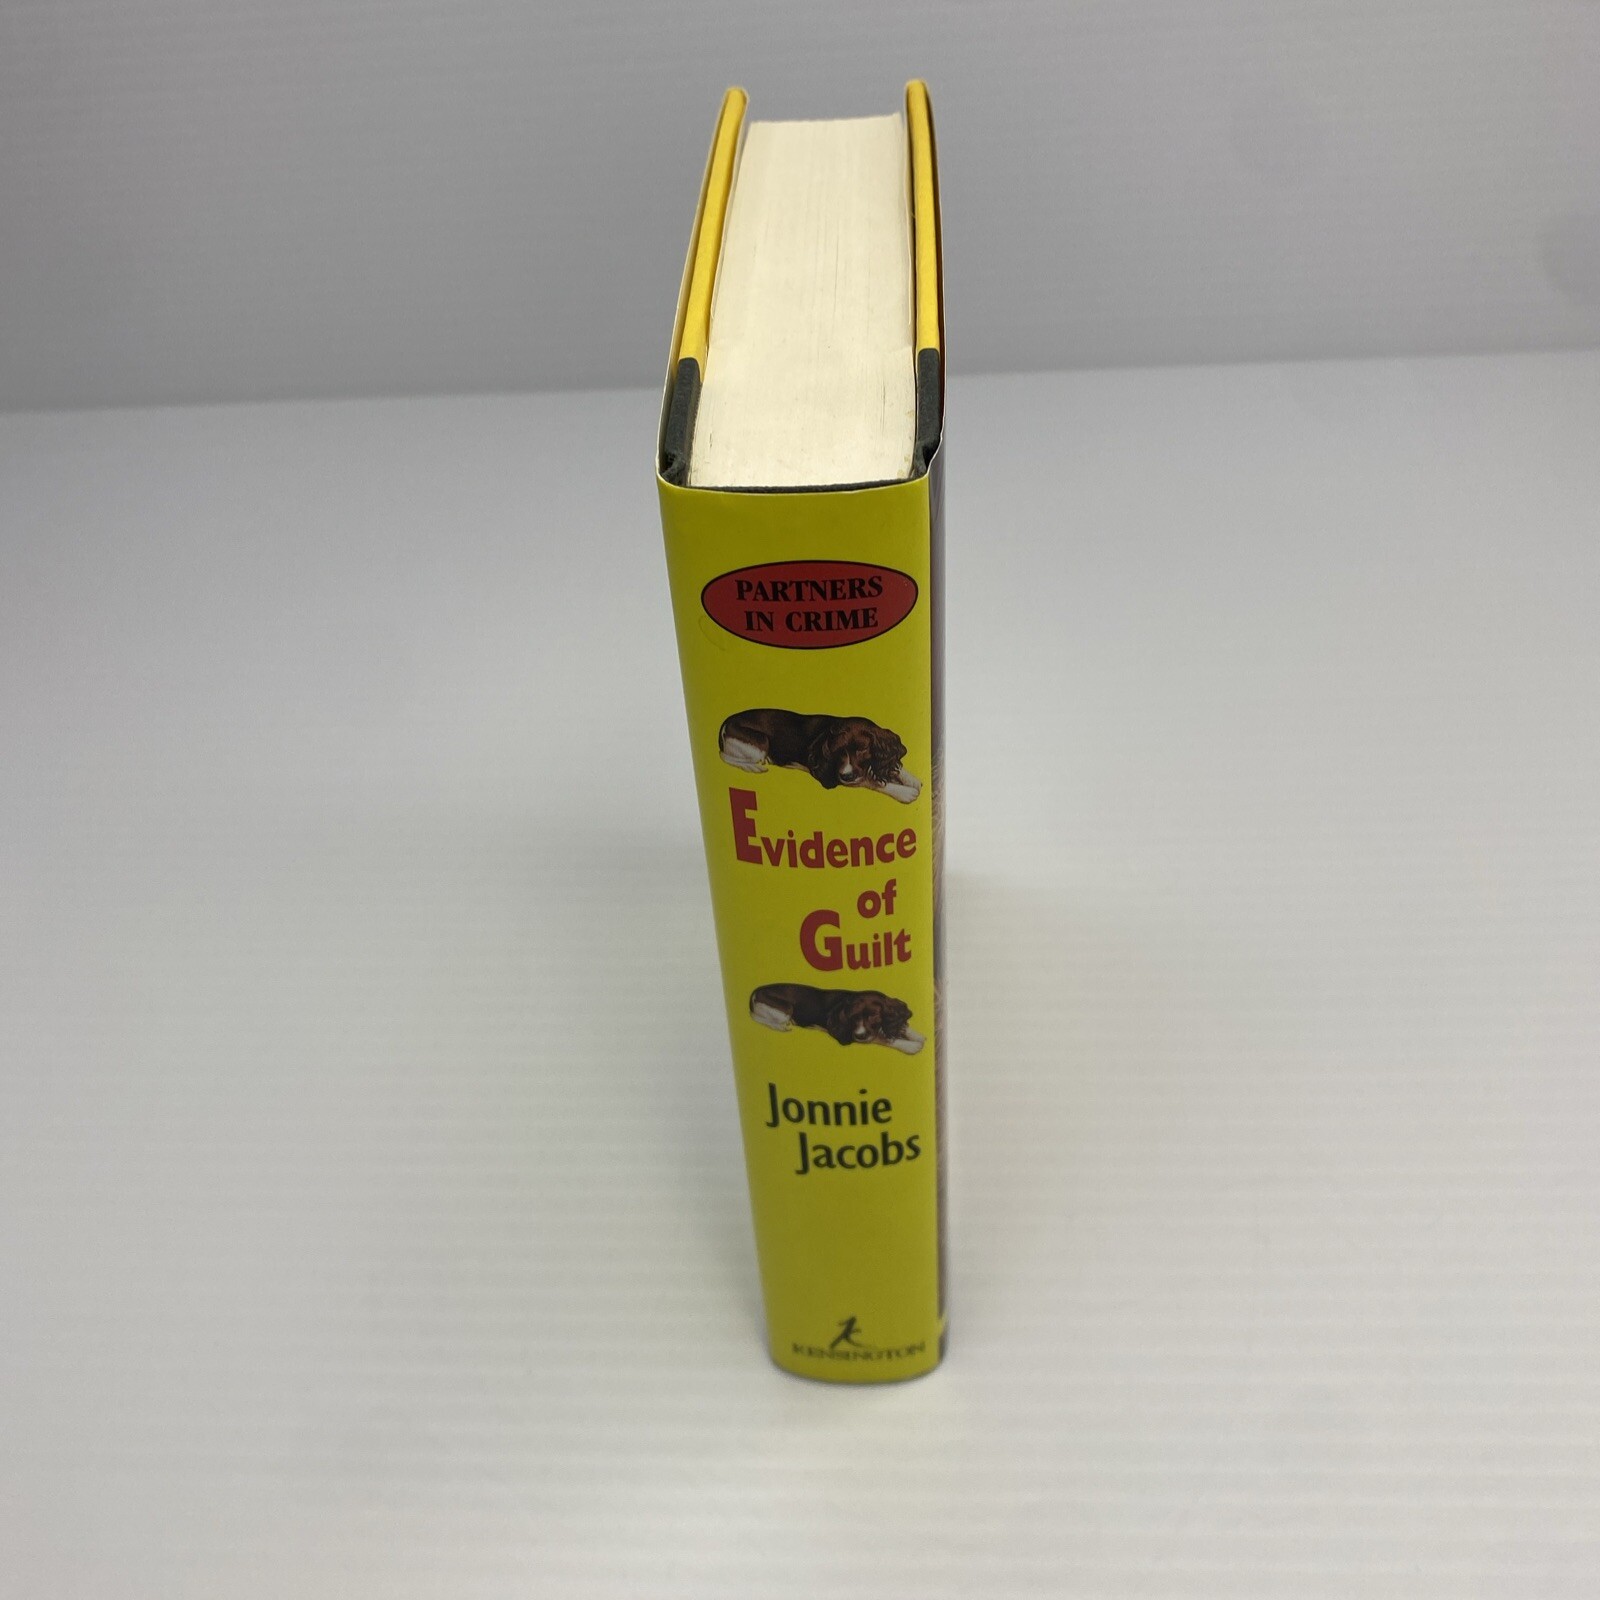 PARTNERS
IN CRIME
Evidence
of
Guilt
Jonnie
Jacobs
KENSINGTON